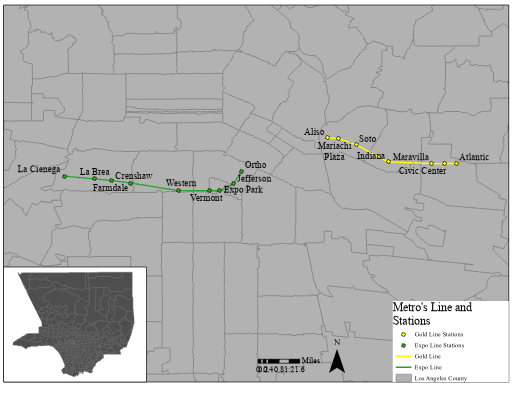 Aliso
Soto
Mariachi
Plaza
Indiana
Maravilla
Atlantic
Civic Center
Ortho
La Cienega
La Brea
Crenshaw
Jefferson
Farmdale
Western
Expo Park
Vermont
Metro's Line and
Stations
Gold Line Stations
Expo Line Stations
Gold Line
Expo Line
Los Angeles County
N
Miles